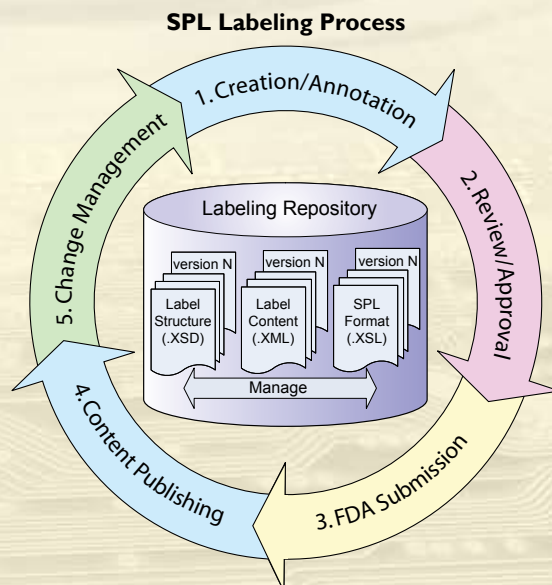 SPL Labeling Process
1. Creation/Annotation
2. Review/Approval
3. FDA Submission
4. Content Publishing
5. Change Management
Labeling Repository
version N
Label
Structure
(.XSD)
version N
Label
Content
(.XML)
version N
SPL
Format
(.XSL)
Manage